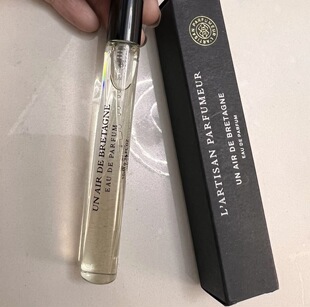 UN AIR DE BRETAGNE
EAU DE PARFUM
L'ARTISAN PARFUMEUR
UN AIR DE BRETAGNE
EAU DE PARFUM